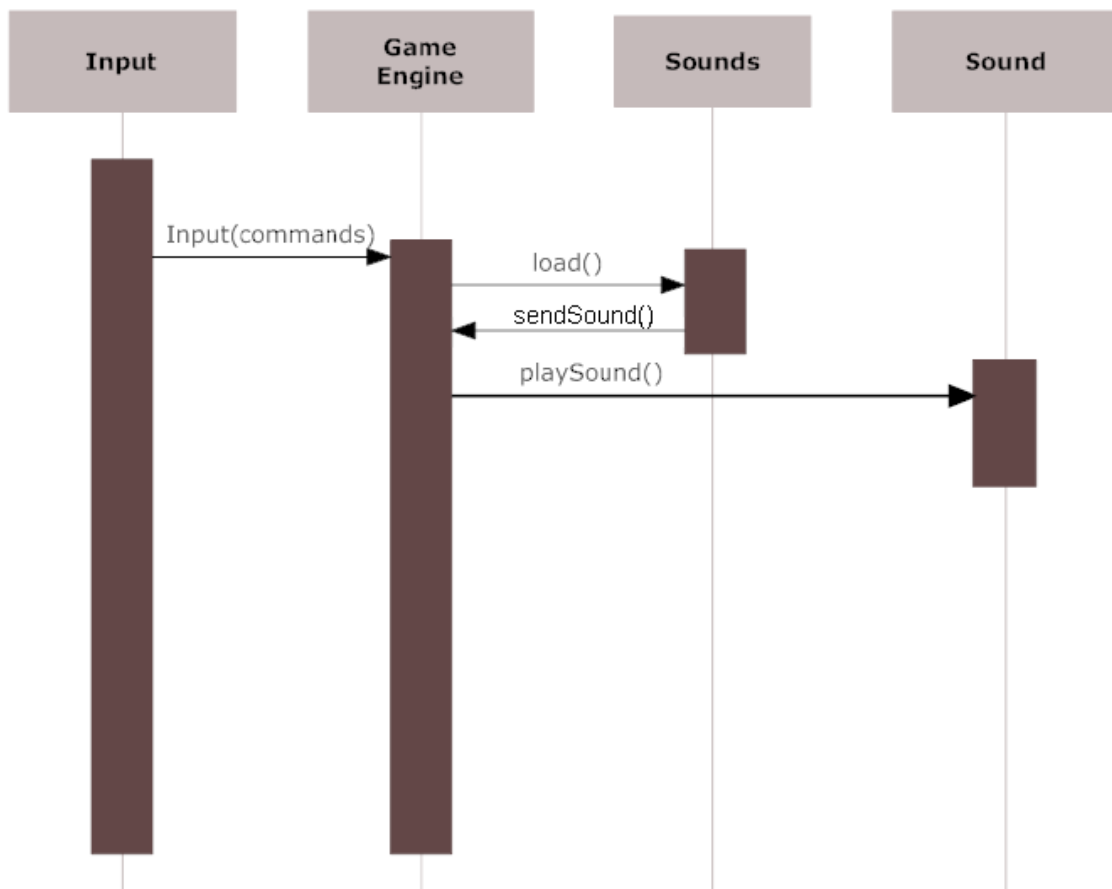 Input
Game
Engine
Sounds
Sound
Input(commands)
load()
sendSound()
playSound()